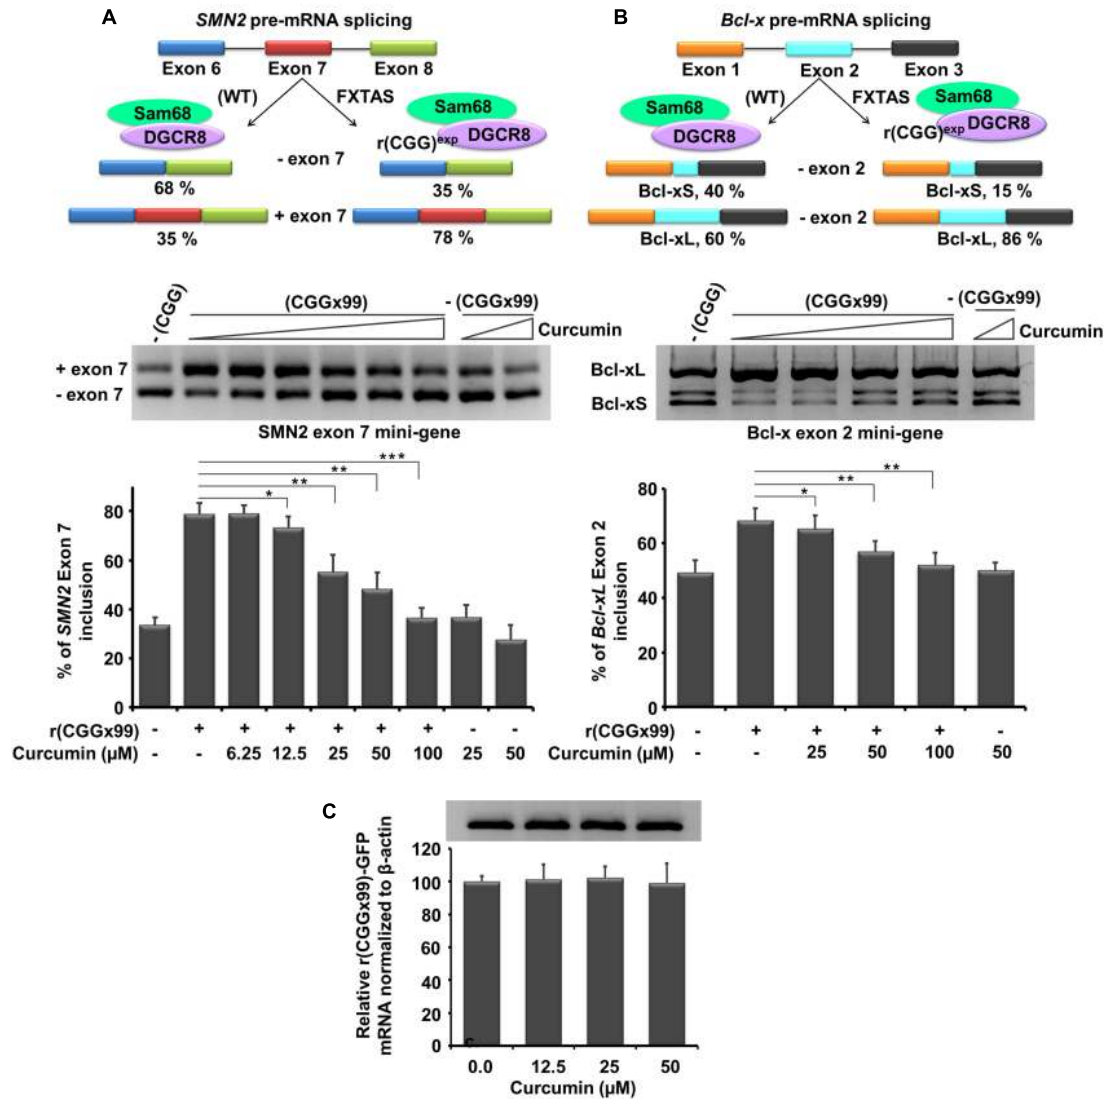 A
SMN2 pre-mRNA splicing
Exon 6 Exon 7 Exon 8
(WT) FXTAS
Sam68 Sam68
DGCR8 DGCR8
r(CGG)exp
- exon 7
68 % 35 %
+ exon 7
35 % 78 %
- (CGG) (CGGx99) - (CGGx99)
Curcumin
+ exon 7
- exon 7
SMN2 exon 7 mini-gene
***
**
**
*
% of SMN2 Exon 7 inclusion
80
60
40
20
0
r(CGGx99) - + + + + + + - -
Curcumin (µM) - - 6.25 12.5 25 50 100 25 50
B
Bcl-x pre-mRNA splicing
Exon 1 Exon 2 Exon 3
(WT) FXTAS
Sam68 Sam68
DGCR8 DGCR8
r(CGG)exp
- exon 2
Bcl-xS, 40 % Bcl-xS, 15 %
- exon 2
Bcl-xL, 60 % Bcl-xL, 86 %
- (CGG) (CGGx99) - (CGGx99)
Curcumin
Bcl-xL
Bcl-xS
Bcl-x exon 2 mini-gene
**
**
*
% of Bcl-xL Exon 2 inclusion
80
60
40
20
0
r(CGGx99) - + + + + -
Curcumin (µM) - - 25 50 100 50
C
Relative r(CGGx99)-GFP
mRNA normalized to β-actin
120
100
80
60
40
20
0
C
0.0 12.5 25 50
Curcumin (µM)